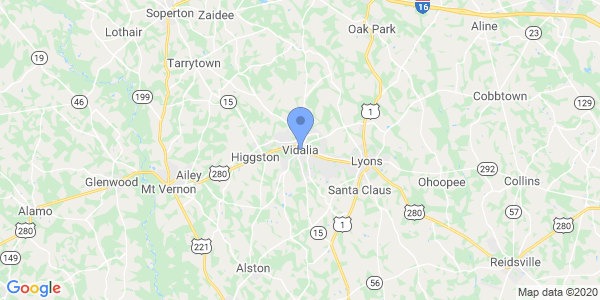 Soperton
Zaidee
16
Oak Park
Aline
Lothair
23
19
Tarrytown
46
199
15
1
Cobbtown
129
Vidalia
Higgston
Lyons
Ailey
280
292
Glenwood
Mt Vernon
Ohoopee
Collins
Santa Claus
Alamo
280
57
280
221
15
1
149
Reidsville
Alston
56
Google
Map data ©2020